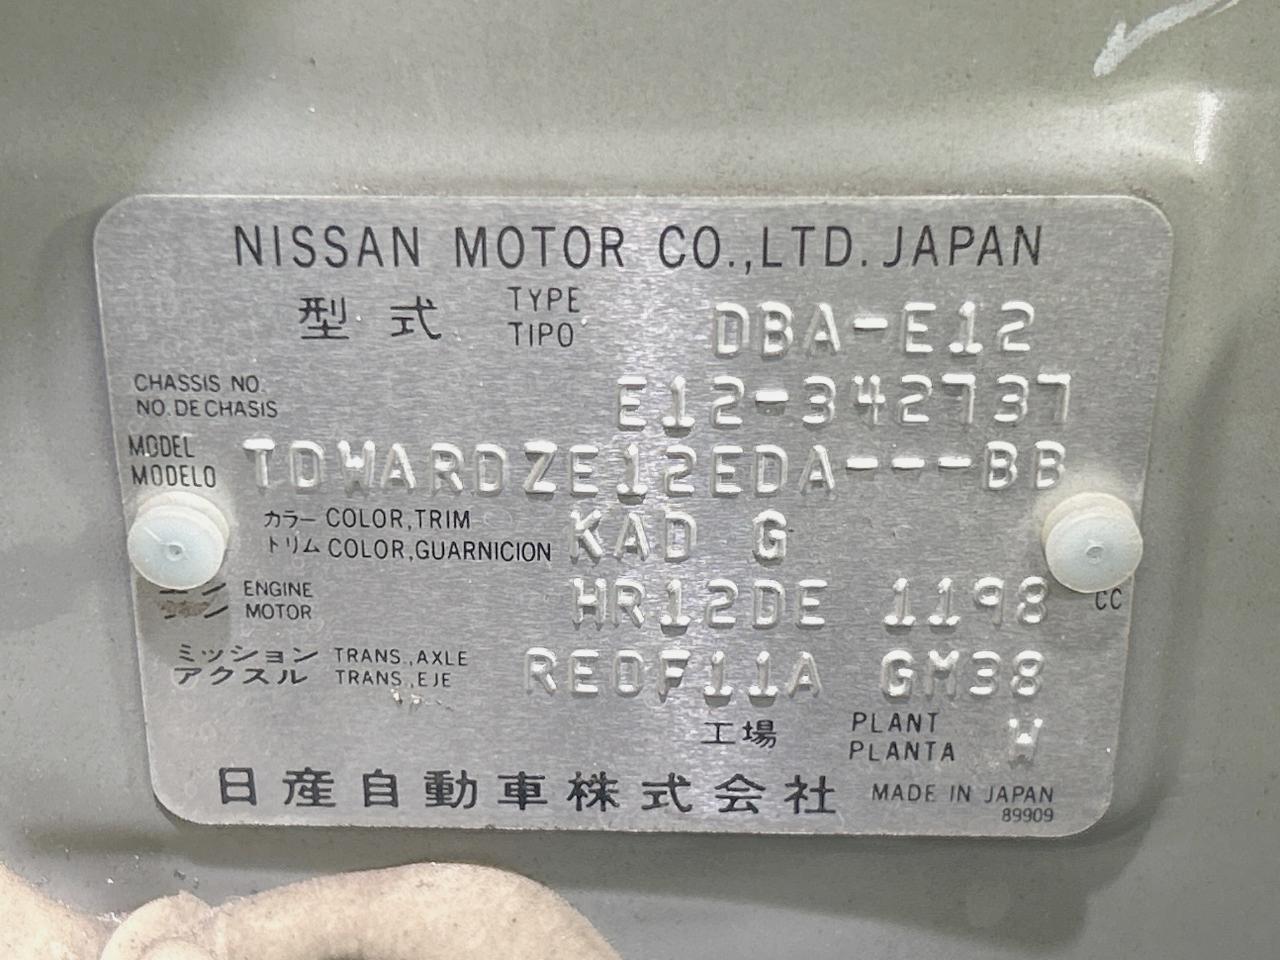 NISSAN MOTOR CO.,LTD. JAPAN
型式 TYPE TIPO DBA-E12
CHASSIS NO. NO. DE CHASIS E12-342737
MODEL MODELO TDWARDZE12EDA---BB
カラー COLOR,TRIM
トリム COLOR,GUARNICION KAD G
ENGINE MOTOR HR12DE 1198 CC
ミッション TRANS.,AXLE
アクスル TRANS.,EJE RE0F11A GM38
工場 PLANT PLANTA W
日産自動車株式会社 MADE IN JAPAN
89909